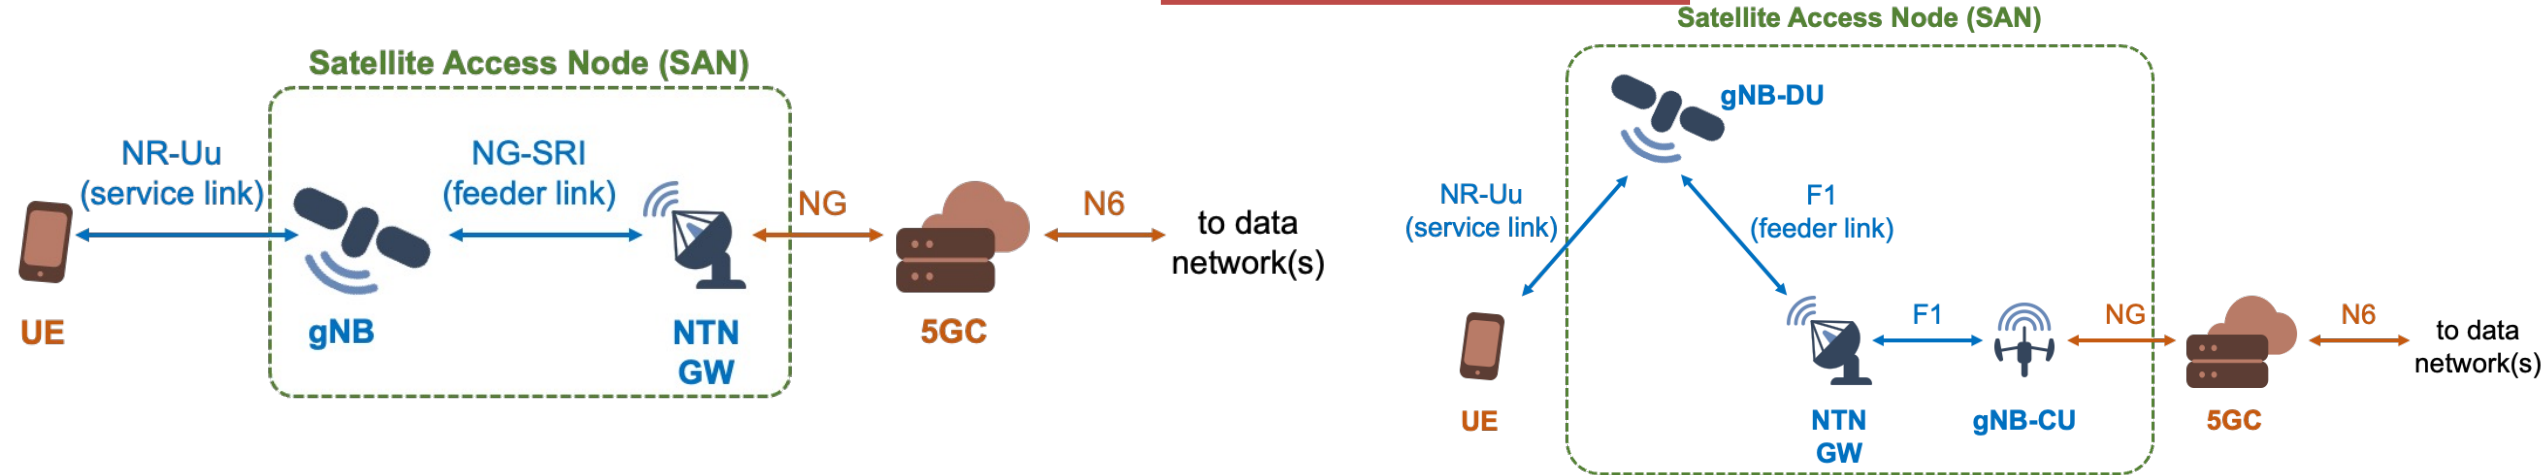 Satellite Access Node (SAN)
NR-Uu
(service link)
NG-SRI
(feeder link)
NG
N6
to data
network(s)
UE
gNB
NTN
GW
5GC
Satellite Access Node (SAN)
gNB-DU
NR-Uu
(service link)
F1
(feeder link)
F1
NG
N6
to data
network(s)
UE
NTN
GW
gNB-CU
5GC